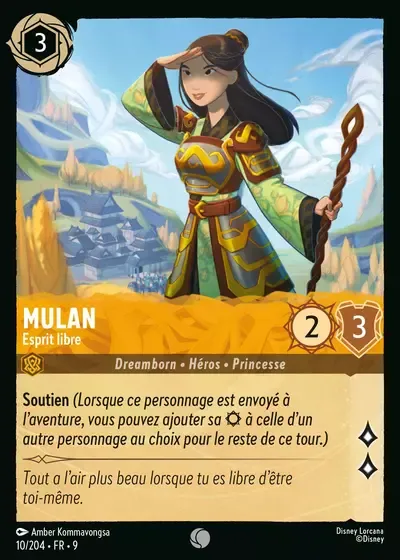 3
MULAN
Esprit libre
2
3
Dreamborn • Héros • Princesse
Soutien (Lorsque ce personnage est envoyé à
l'aventure, vous pouvez ajouter sa ¤ à celle d'un
autre personnage au choix pour le reste de ce tour.)
Tout a l'air plus beau lorsque tu es libre d'être
toi-même.
Amber Kommavongsa
Disney Lorcana
10/204 • FR • 9
©Disney